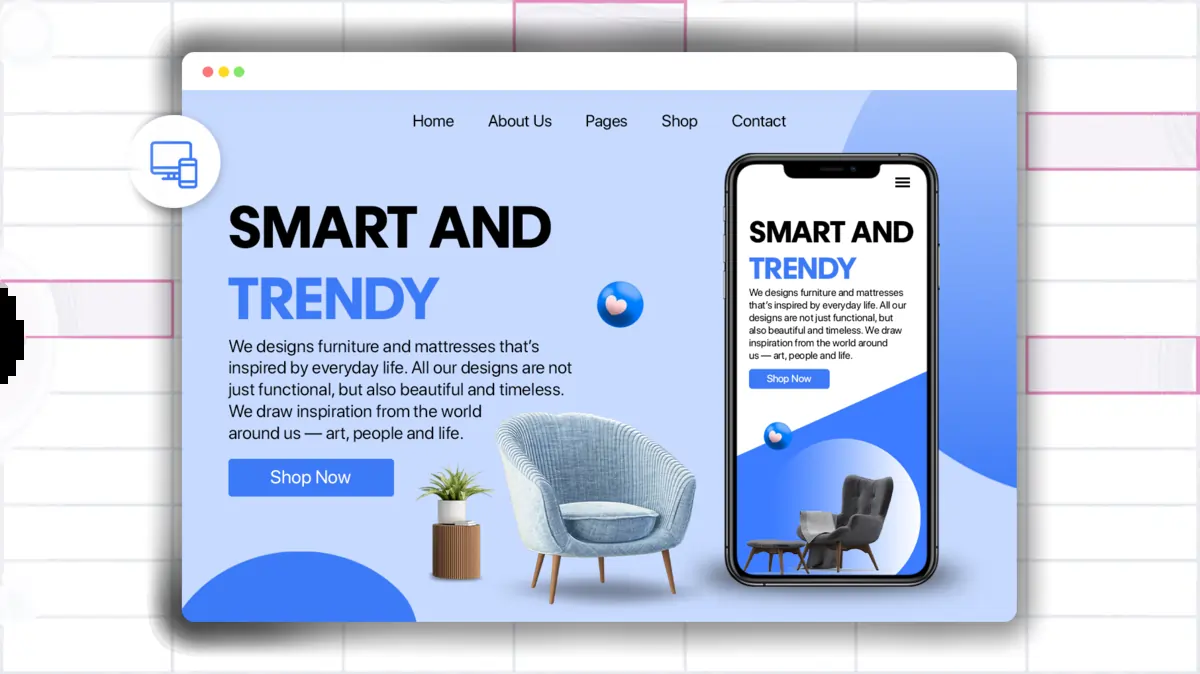 Home About Us Pages Shop Contact
SMART AND
TRENDY
We designs furniture and mattresses that’s
inspired by everyday life. All our designs are not
just functional, but also beautiful and timeless.
We draw inspiration from the world
around us — art, people and life.
Shop Now
SMART AND
TRENDY
We designs furniture and mattresses
that’s inspired by everyday life. All our
designs are not just functional, but
also beautiful and timeless. We draw
inspiration from the world around
us — art, people and life.
Shop Now